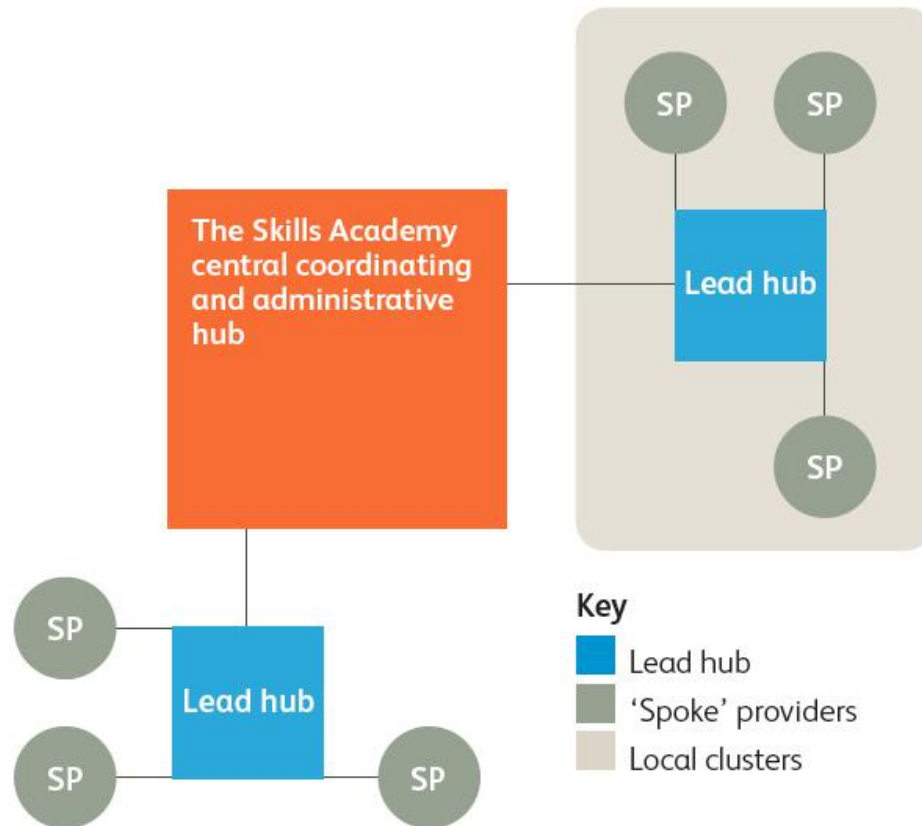 SP
SP
The Skills Academy
central coordinating
and administrative
hub
Lead hub
SP
SP
Lead hub
SP
SP
Key
Lead hub
‘Spoke’ providers
Local clusters